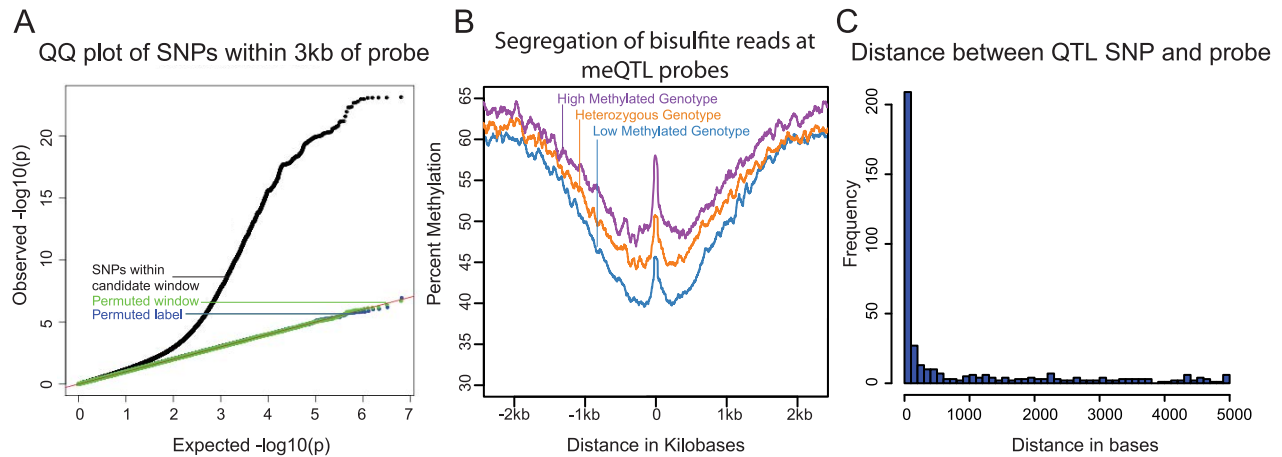 A
QQ plot of SNPs within 3kb of probe
Observed -log10(p)
20
15
10
5
0
SNPs within
candidate window
Permuted window
Permuted label
0 1 2 3 4 5 6 7
Expected -log10(p)
B
Segregation of bisulfite reads at
meQTL probes
Percent Methylation
65
60
55
50
45
40
35
30
High Methylated Genotype
Heterozygous Genotype
Low Methylated Genotype
-2kb -1kb 0 1kb 2kb
Distance in Kilobases
C
Distance between QTL SNP and probe
Frequency
200
150
100
50
0
0 1000 2000 3000 4000 5000
Distance in bases